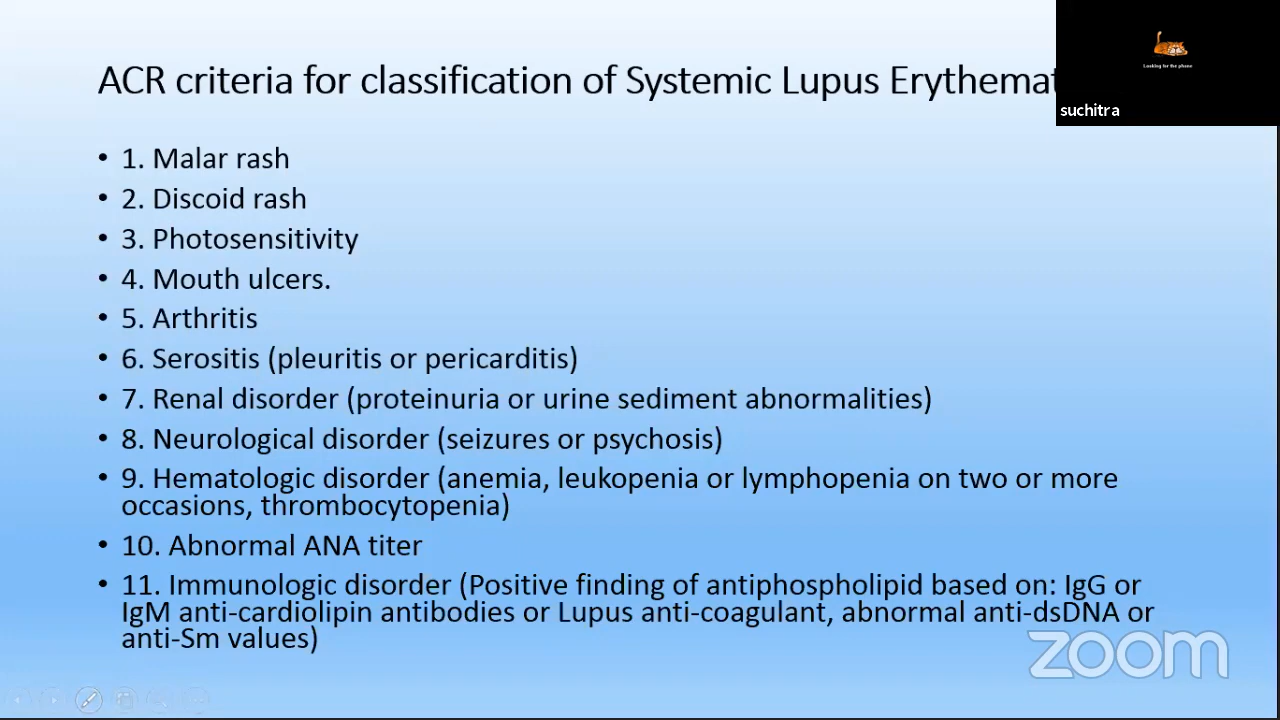 ACR criteria for classification of Systemic Lupus Erythemat
Looking for the phone
suchitra
• 1. Malar rash
• 2. Discoid rash
• 3. Photosensitivity
• 4. Mouth ulcers.
• 5. Arthritis
• 6. Serositis (pleuritis or pericarditis)
• 7. Renal disorder (proteinuria or urine sediment abnormalities)
• 8. Neurological disorder (seizures or psychosis)
• 9. Hematologic disorder (anemia, leukopenia or lymphopenia on two or more
occasions, thrombocytopenia)
• 10. Abnormal ANA titer
• 11. Immunologic disorder (Positive finding of antiphospholipid based on: IgG or
IgM anti-cardiolipin antibodies or Lupus anti-coagulant, abnormal anti-dsDNA or
anti-Sm values)
zoom